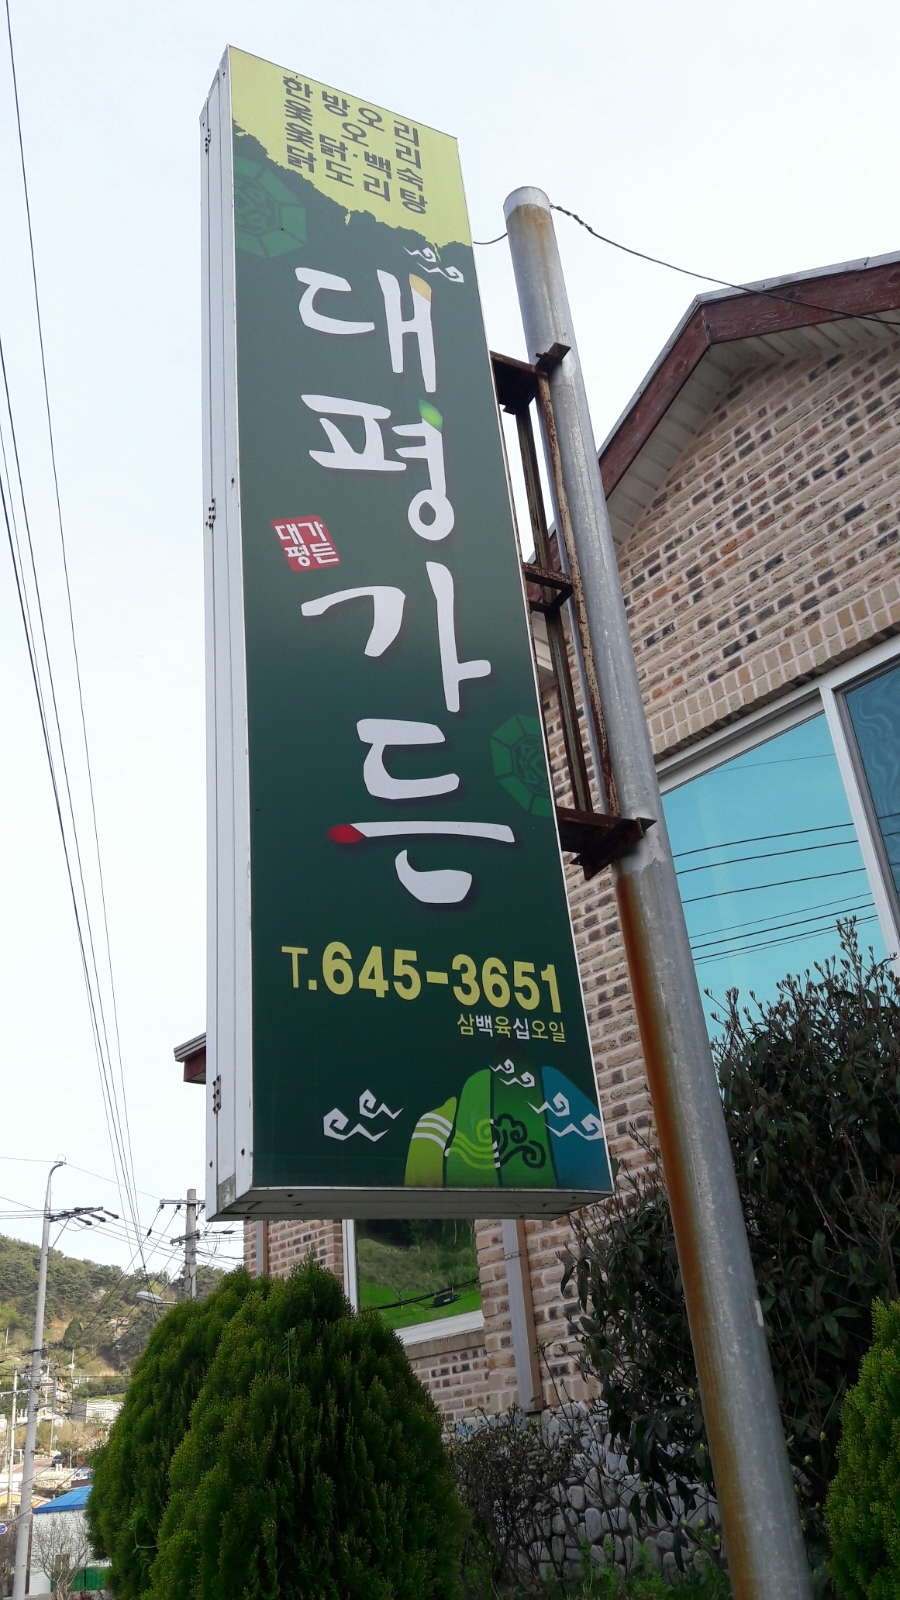 한방오리
옻 오 리
옻닭·백숙
닭도리탕
대평가든
대가
평든
T.645-3651
삼백육십오일